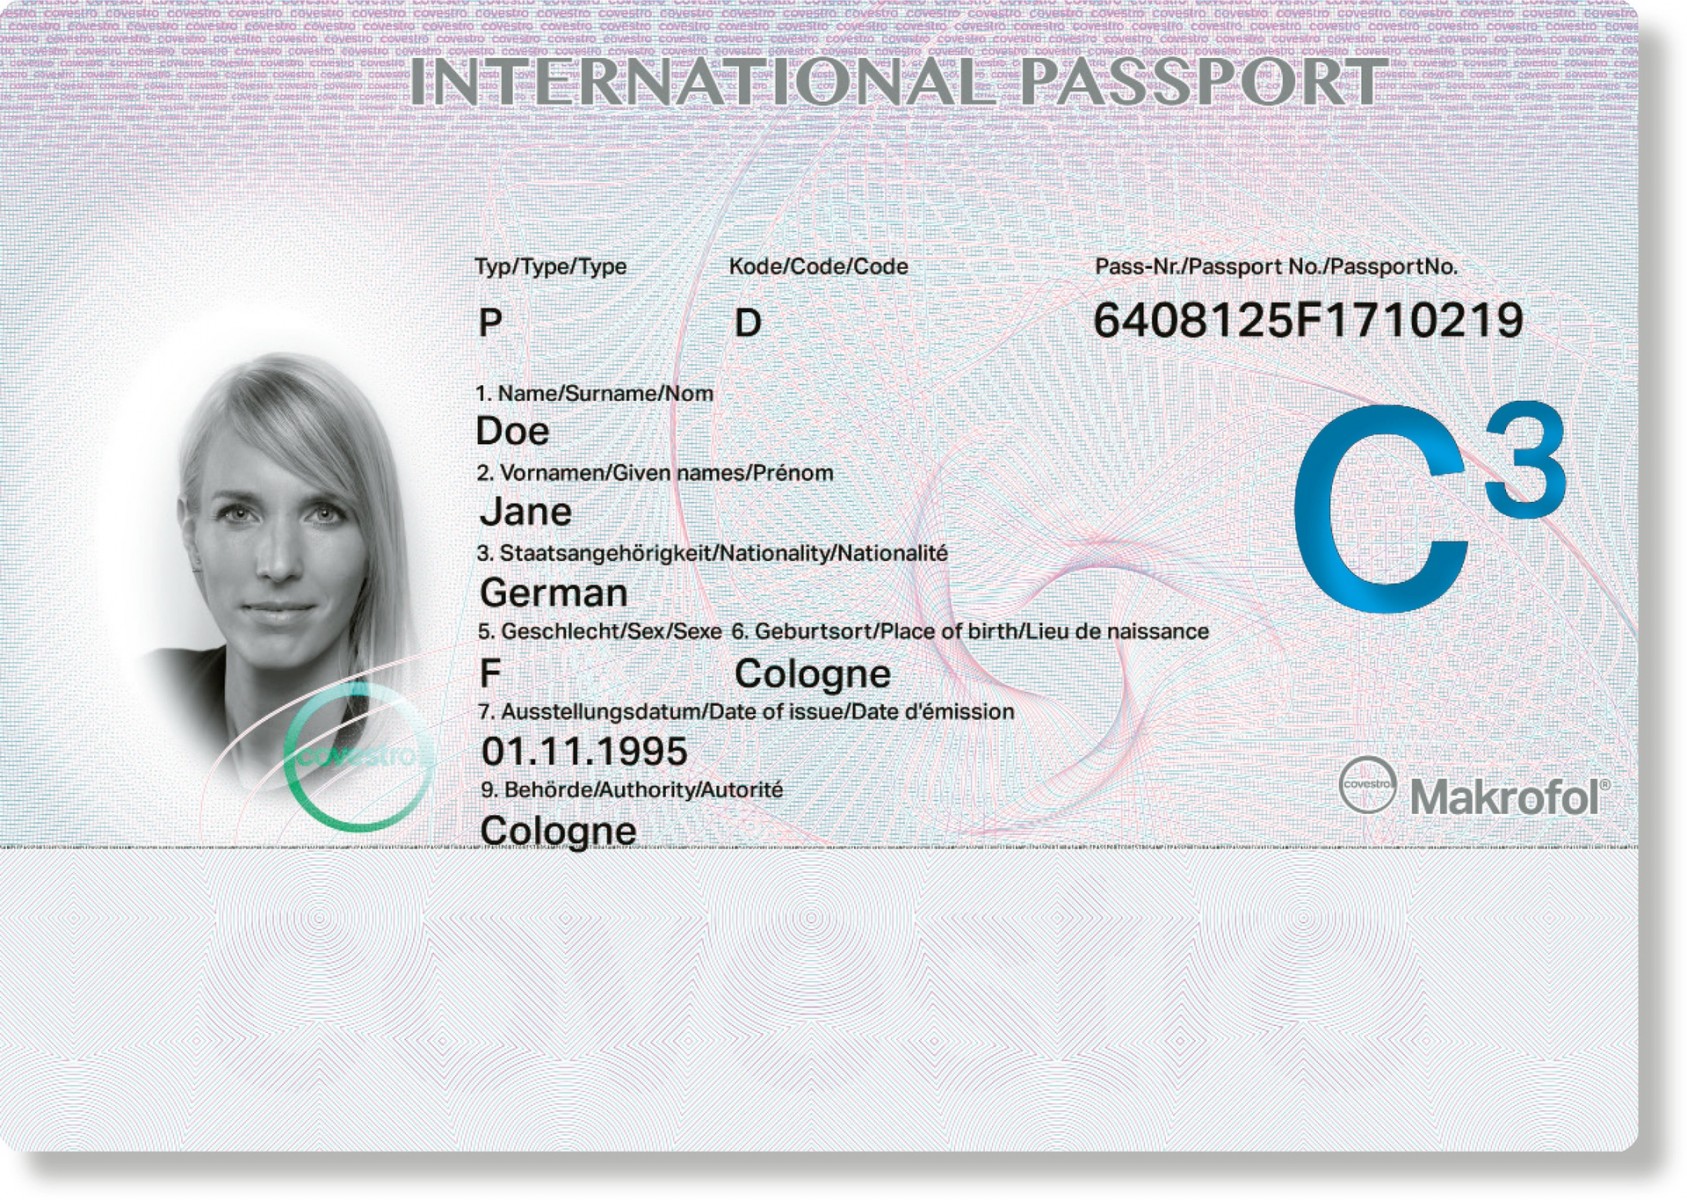 INTERNATIONAL PASSPORT
Typ/Type/Type Kode/Code/Code Pass-Nr./Passport No./PassportNo.
P D 6408125F1710219
1. Name/Surname/Nom
Doe
2. Vornamen/Given names/Prénom
Jane
3. Staatsangehörigkeit/Nationality/Nationalité
German
5. Geschlecht/Sex/Sexe 6. Geburtsort/Place of birth/Lieu de naissance
F Cologne
7. Ausstellungsdatum/Date of issue/Date d'émission
01.11.1995
9. Behörde/Authority/Autorité
Cologne
C3
covestro
covestro Makrofol®